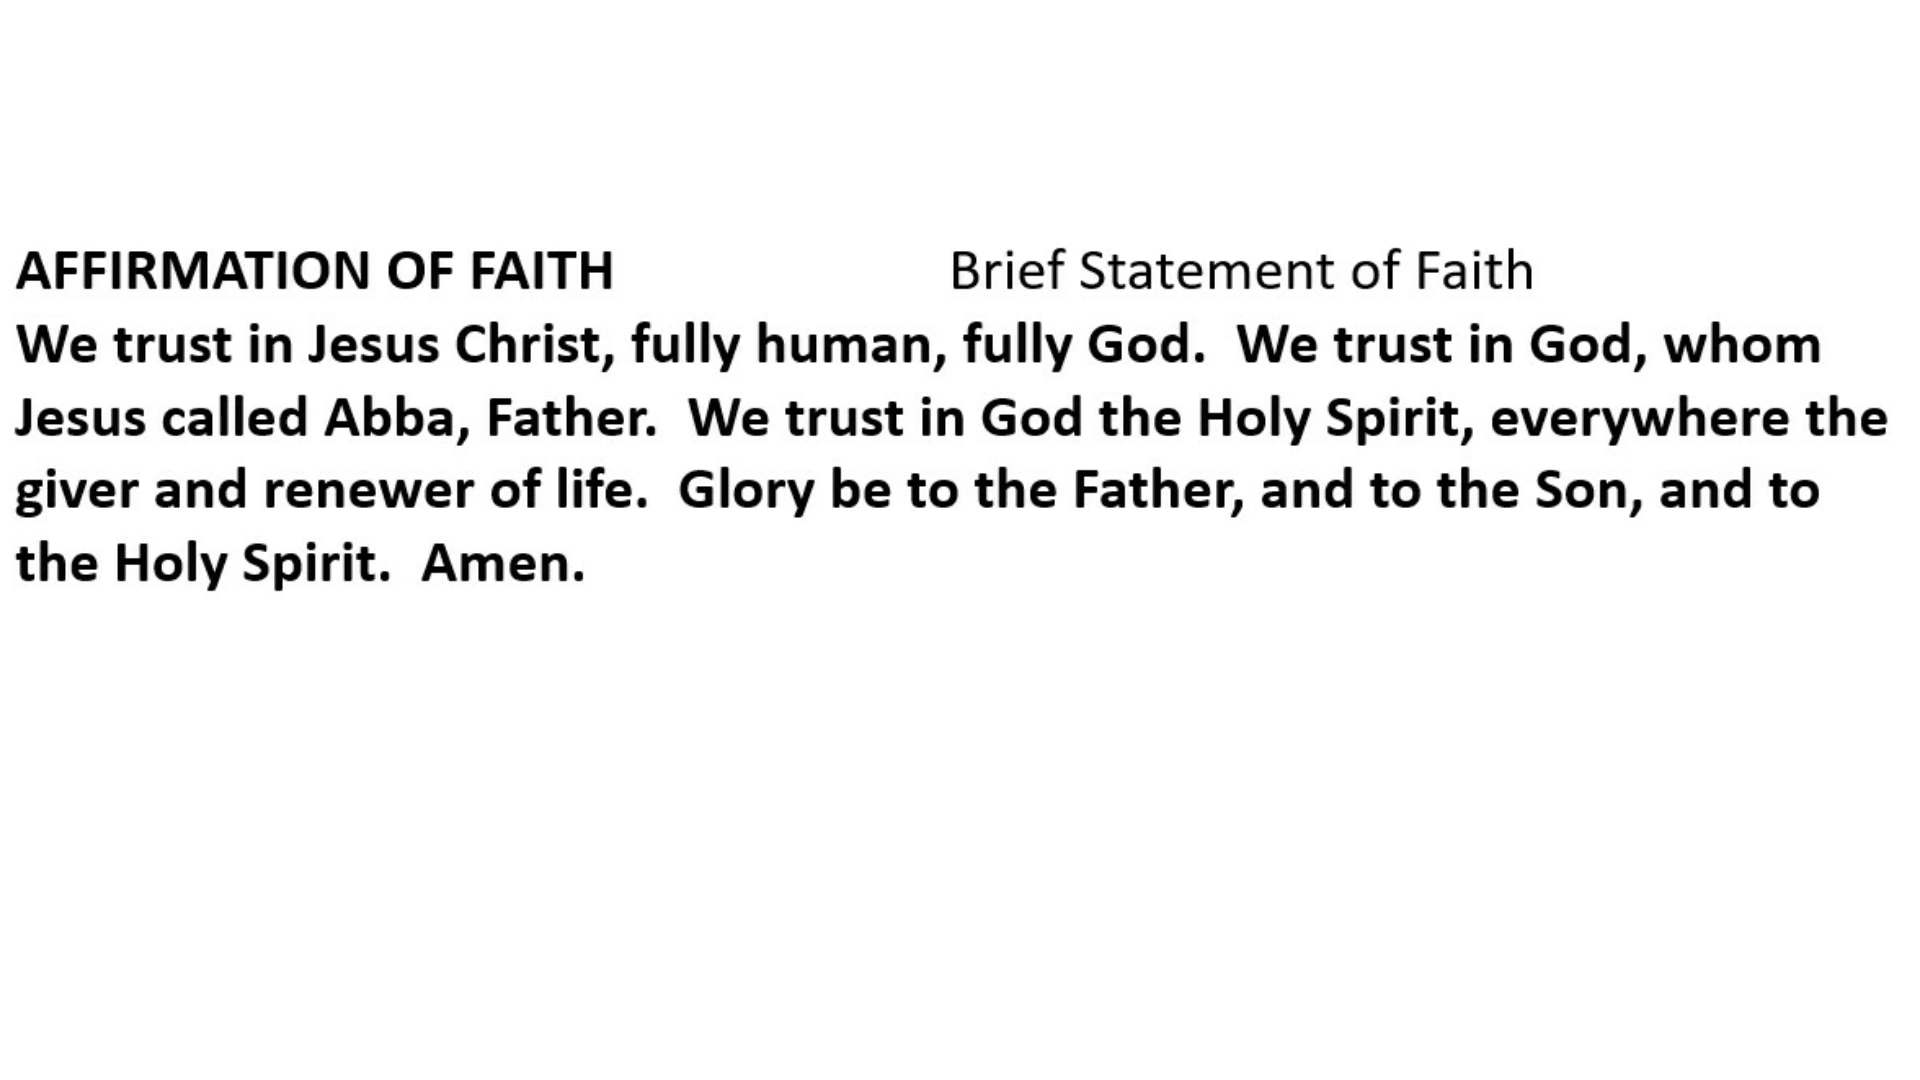 AFFIRMATION OF FAITH Brief Statement of Faith
We trust in Jesus Christ, fully human, fully God.  We trust in God, whom
Jesus called Abba, Father.  We trust in God the Holy Spirit, everywhere the
giver and renewer of life.  Glory be to the Father, and to the Son, and to
the Holy Spirit.  Amen.